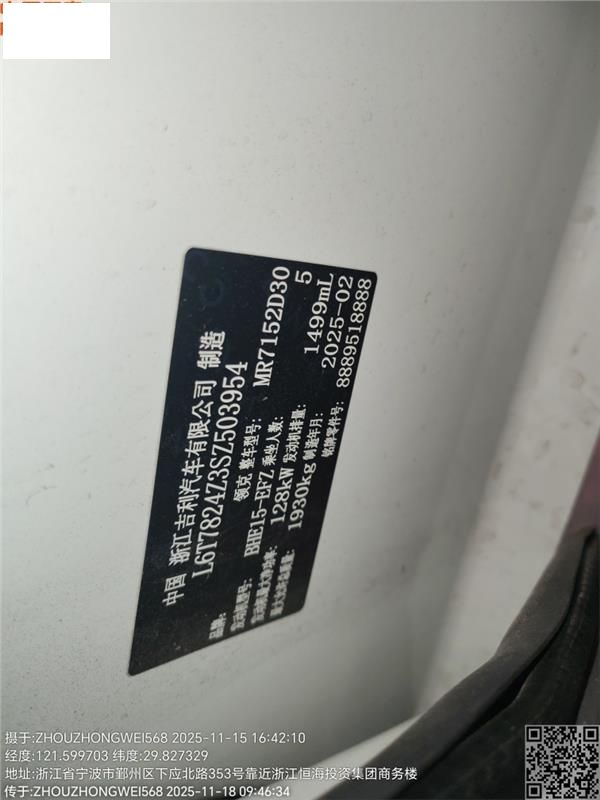 中国 浙江吉利汽车有限公司 制造
L6T7824Z3SZ503954
品牌: 领克 整车型号: MR7152D30
发动机型号: BHE15-EFZ 乘坐人数: 5
发动机最大净功率: 128kW 发动机排量: 1499mL
最大允许总质量: 1930kg 制造年月: 2025-02
铭牌零件号: 8889518888
摄于:ZHOUZHONGWEI568 2025-11-15 16:42:10
经度:121.599703 纬度:29.827329
地址:浙江省宁波市鄞州区下应北路353号靠近浙江恒海投资集团商务楼
传于:ZHOUZHONGWEI568 2025-11-18 09:46:34